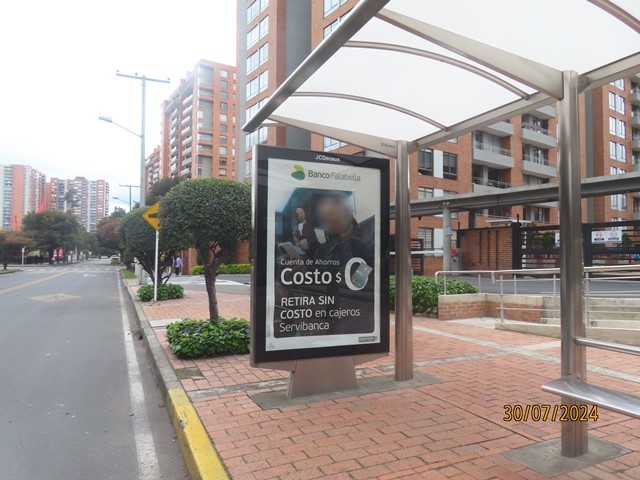 JCDecaux
Banco Falabella
Cuenta de Ahorros
Costo $0
RETIRA SIN
COSTO en cajeros
Servibanca
30/07/2024